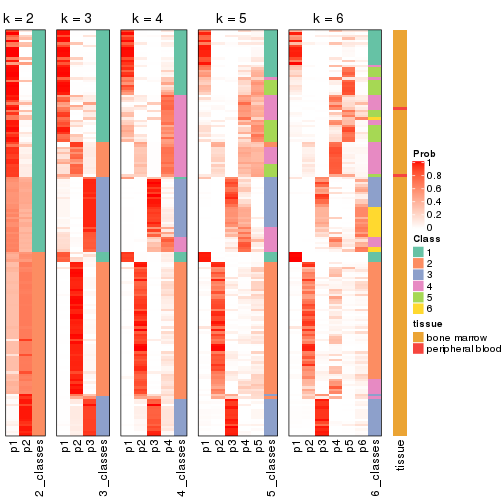 k = 2 k = 3 k = 4 k = 5 k = 6
Prob
1
0.8
0.6
0.4
0.2
0
Class
1
2
3
4
5
6
tissue
bone marrow
peripheral blood
p1 p2 2_classes p1 p2 p3 3_classes p1 p2 p3 p4 4_classes p1 p2 p3 p4 p5 5_classes p1 p2 p3 p4 p5 p6 6_classes tissue